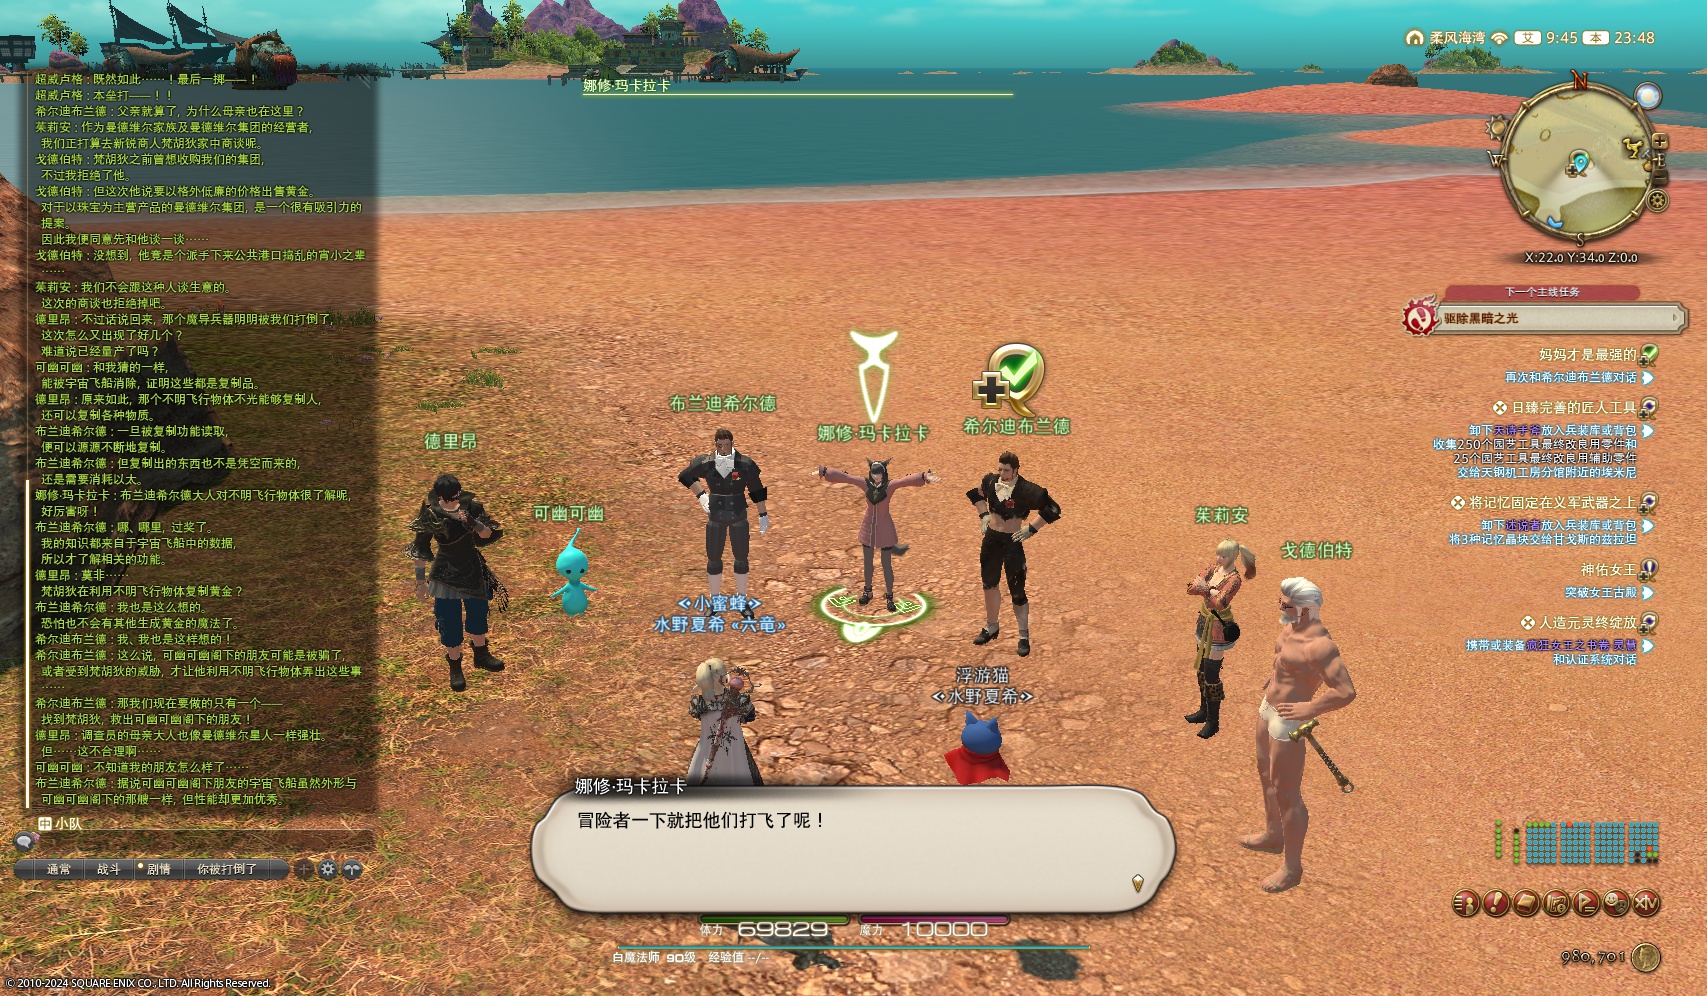 超威卢格：既然如此……！最后一掷——！
超威卢格：本垒打——！！
希尔迪布兰德：父亲就算了，为什么母亲也在这里？
茱莉安：作为曼德维尔家族及曼德维尔集团的经营者，
我们正打算去新锐商人梵胡狄家中商谈呢。
戈德伯特：梵胡狄之前曾想收购我们的集团，
不过我拒绝了他。
戈德伯特：但这次他说要以格外低廉的价格出售黄金。
对于以珠宝为主营产品的曼德维尔集团，是一个很有吸引力的
提案。
因此我便同意先和他谈一谈……
戈德伯特：没想到，他竟是个派手下来公共港口捣乱的宵小之辈
……
茱莉安：我们不会跟这种人谈生意的。
这次的商谈也拒绝掉吧。
德里昂：不过话说回来，那个魔导兵器明明被我们打倒了，
这次怎么又出现了好几个？
难道说已经量产了吗？
可幽可幽：和我猜的一样，
能被宇宙飞船消除，证明这些都是复制品。
德里昂：原来如此，那个不明飞行物体不光能够复制人，
还可以复制各种物质。
布兰迪希尔德：一旦被复制功能读取，
便可以源源不断地复制。
布兰迪希尔德：但复制出的东西也不是凭空而来的，
还是需要消耗以太。
娜修·玛卡拉卡：布兰迪希尔德大人对不明飞行物体很了解呢，
好厉害呀！
布兰迪希尔德：哪、哪里，过奖了。
我的知识都来自于宇宙飞船中的数据，
所以才了解相关的功能。
德里昂：莫非……
梵胡狄在利用不明飞行物体复制黄金？
布兰迪希尔德：我也是这么想的。
恐怕也不会有其他生成黄金的魔法了。
希尔迪布兰德：我、我也是这样想的！
希尔迪布兰德：这么说，可幽可幽阁下的朋友可能是被骗了，
或者受到梵胡狄的威胁，才让他利用不明飞行物体弄出这些事
……
希尔迪布兰德：那我们现在要做的只有一个——
找到梵胡狄，救出可幽可幽阁下的朋友！
德里昂：调查员的母亲大人也像曼德维尔星人一样强壮。
但……这不合理啊……
可幽可幽：不知道我的朋友怎么样了……
布兰迪希尔德：据说可幽可幽阁下朋友的宇宙飞船虽然外形与
可幽可幽阁下的那艘一样，但性能却更加优秀。
中 小队
通常 战斗 剧情 你被打倒了
© 2010-2024 SQUARE ENIX CO., LTD. All Rights Reserved.
娜修·玛卡拉卡
德里昂
可幽可幽
布兰迪希尔德
娜修·玛卡拉卡
希尔迪布兰德
茱莉安
戈德伯特
«小蜜蜂»
水野夏希 «六竜»
浮游猫
«水野夏希»
娜修·玛卡拉卡
冒险者一下就把他们打飞了呢！
体力 69829 魔力 10000
白魔法师 90级 经验值 --/--
柔风海湾 艾 9:45 本 23:48
N
W
E
S
X:22.0 Y:34.0 Z:0.0
下一个主线任务
驱除黑暗之光
妈妈才是最强的
再次和希尔迪布兰德对话
日臻完善的匠人工具
放入兵装库或背包
收集250个园艺工具最终改良用零件和
25个园艺工具最终改良用辅助零件
交给天钢机工房分馆附近的埃米尼
将记忆固定在义军武器之上
卸下述说者放入兵装库或背包
将3种记忆晶块交给甘戈斯的兹拉坦
神佑女王
突破女王古殿
人造元灵终绽放
携带或装备疯狂女王之书卷·灵慧
和认证系统对话
980,701